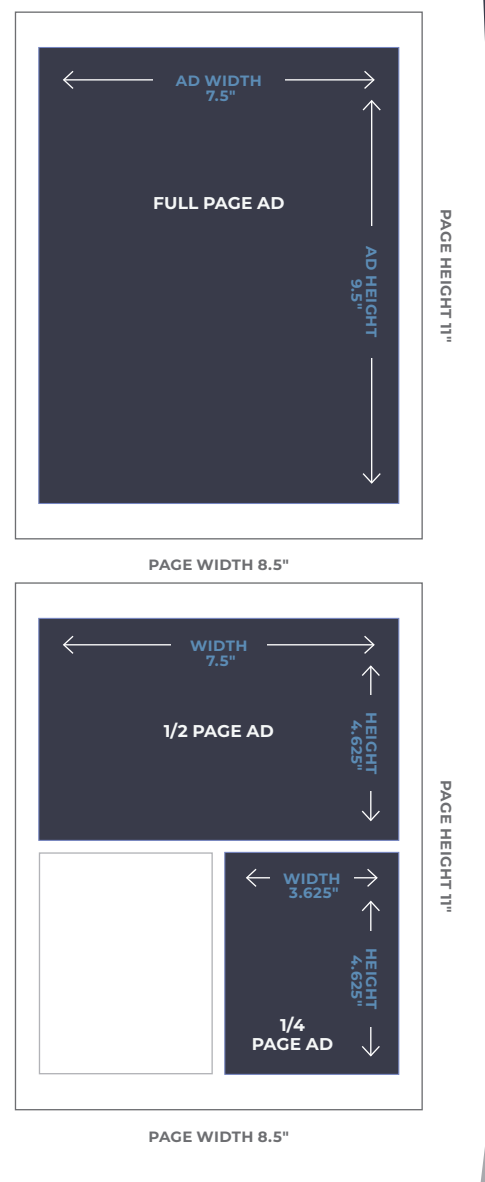 AD WIDTH
7.5"
FULL PAGE AD
AD HEIGHT
9.5"
PAGE HEIGHT 11"
PAGE WIDTH 8.5"
WIDTH
7.5"
1/2 PAGE AD
HEIGHT
4.625"
PAGE HEIGHT 11"
WIDTH
3.625"
HEIGHT
4.625"
1/4
PAGE AD
PAGE WIDTH 8.5"